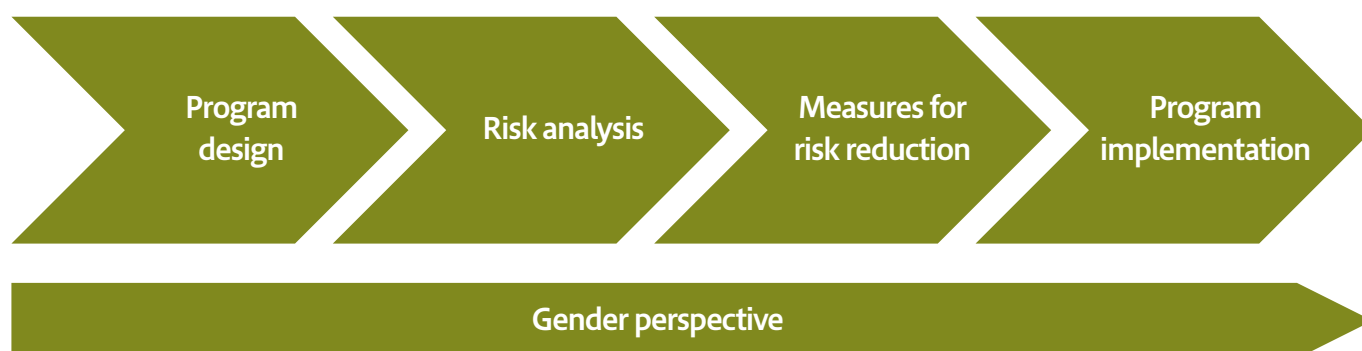 Program
design
Risk analysis
Measures for
risk reduction
Program
implementation
Gender perspective